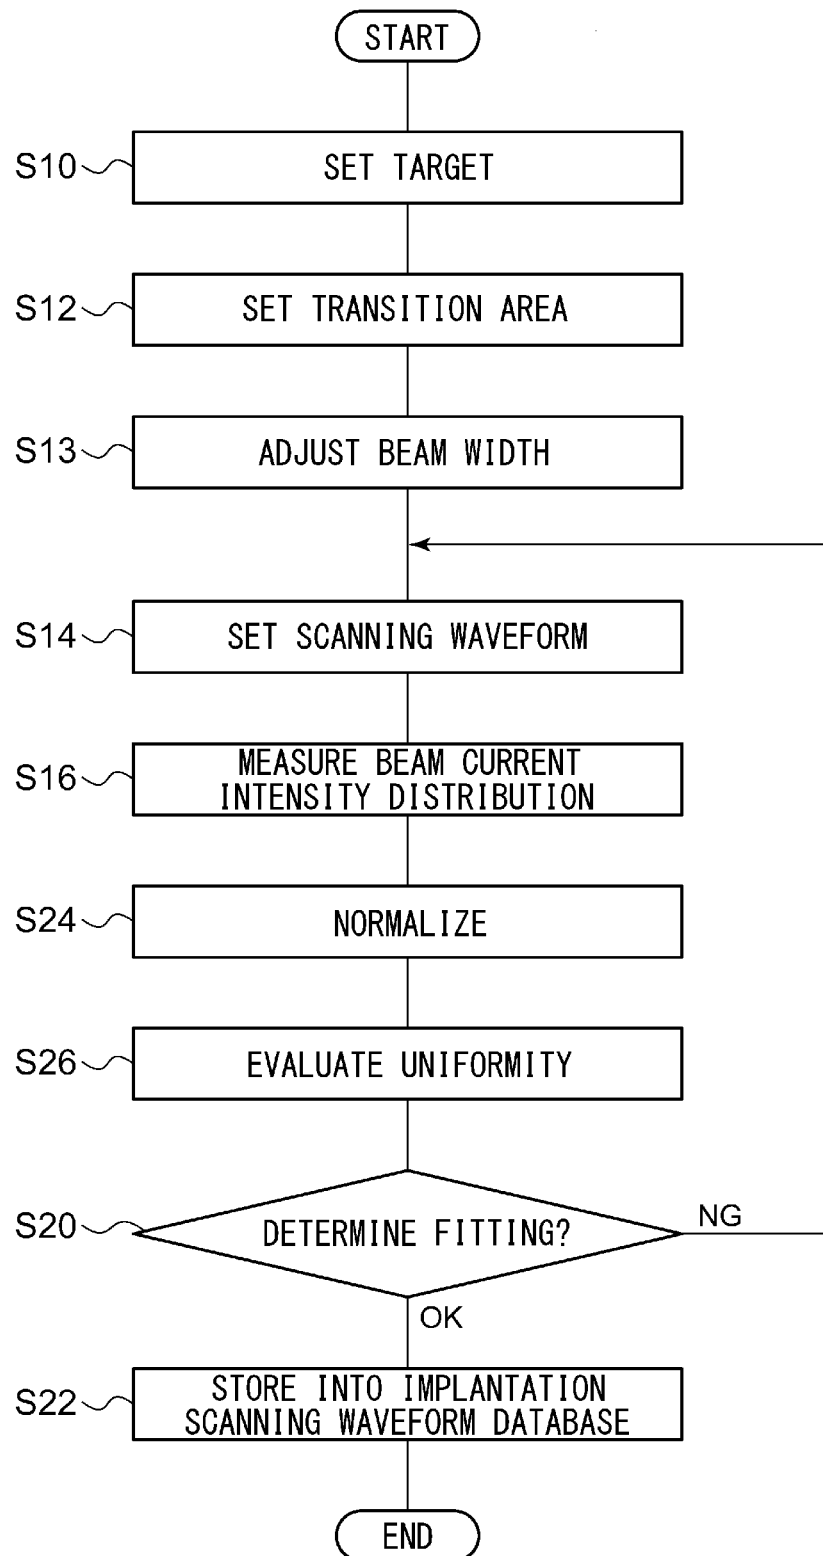 START
S10
SET TARGET
S12
SET TRANSITION AREA
S13
ADJUST BEAM WIDTH
S14
SET SCANNING WAVEFORM
S16
MEASURE BEAM CURRENT
INTENSITY DISTRIBUTION
S24
NORMALIZE
S26
EVALUATE UNIFORMITY
S20
DETERMINE FITTING?
NG
OK
S22
STORE INTO IMPLANTATION
SCANNING WAVEFORM DATABASE
END